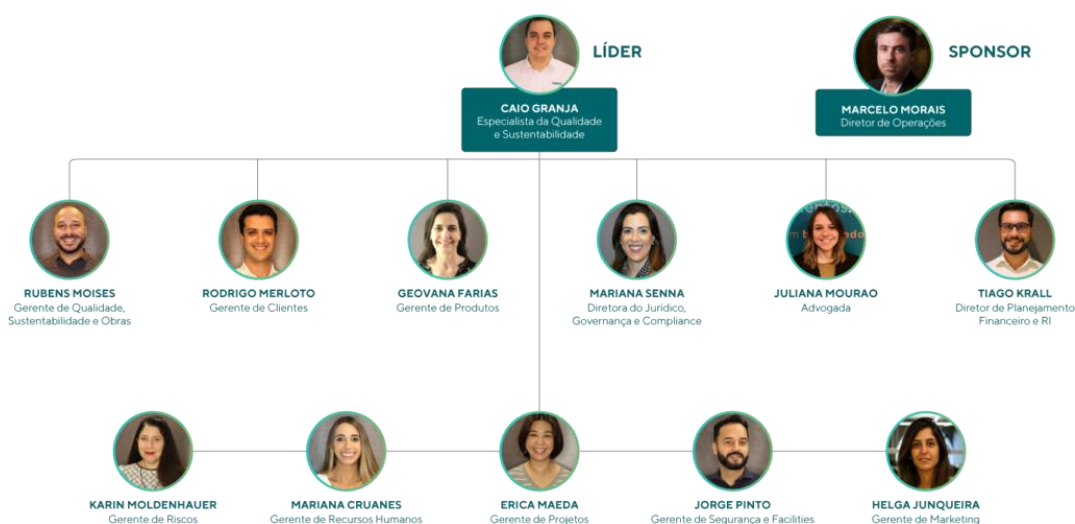 LÍDER
SPONSOR
CAIO GRANJA
Especialista da Qualidade
e Sustentabilidade
MARCELO MORAIS
Diretor de Operações
RUBENS MOISES
Gerente de Qualidade,
Sustentabilidade e Obras
RODRIGO MERLOTO
Gerente de Clientes
GEOVANA FARIAS
Gerente de Produtos
MARIANA SENNA
Diretora do Jurídico,
Governança e Compliance
JULIANA MOURAO
Advogada
TIAGO KRALL
Diretor de Planejamento
Financeiro e RI
KARIN MOLDENHAUER
Gerente de Riscos
MARIANA CRUANES
Gerente de Recursos Humanos
ERICA MAEDA
Gerente de Projetos
JORGE PINTO
Gerente de Segurança e Facilities
HELGA JUNQUEIRA
Gerente de Marketing